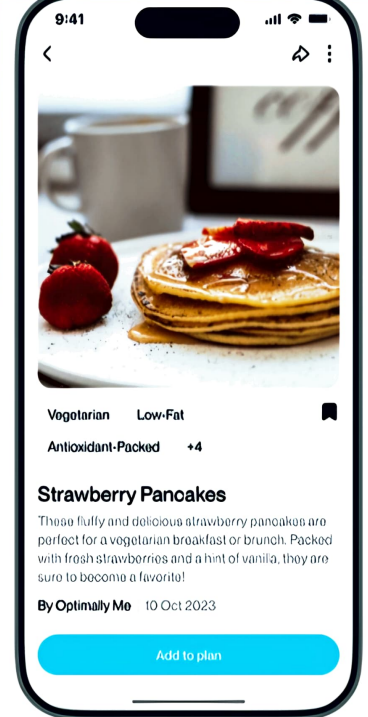 9:41
Vegetarian Low-Fat
Antioxidant-Packed +4
Strawberry Pancakes
These fluffy and delicious strawberry pancakes are
perfect for a vegetarian breakfast or brunch. Packed
with fresh strawberries and a hint of vanilla, they are
sure to become a favorite!
By Optimally Me 10 Oct 2023
Add to plan